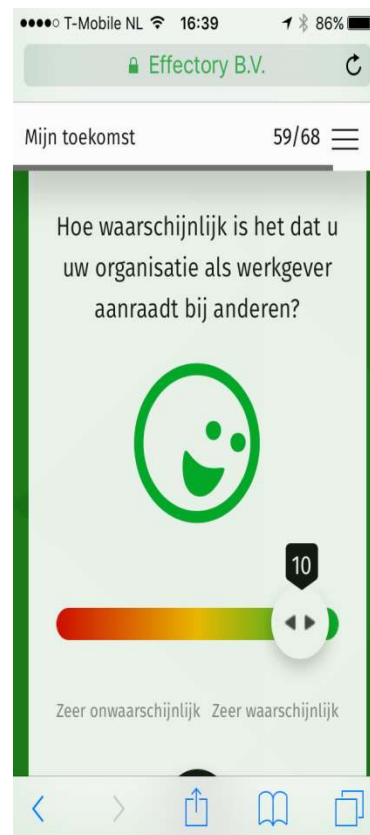 T-Mobile NL 16:39 86%
Effectory B.V.
Mijn toekomst 59/68
Hoe waarschijnlijk is het dat u
uw organisatie als werkgever
aanraadt bij anderen?
10
Zeer onwaarschijnlijk Zeer waarschijnlijk